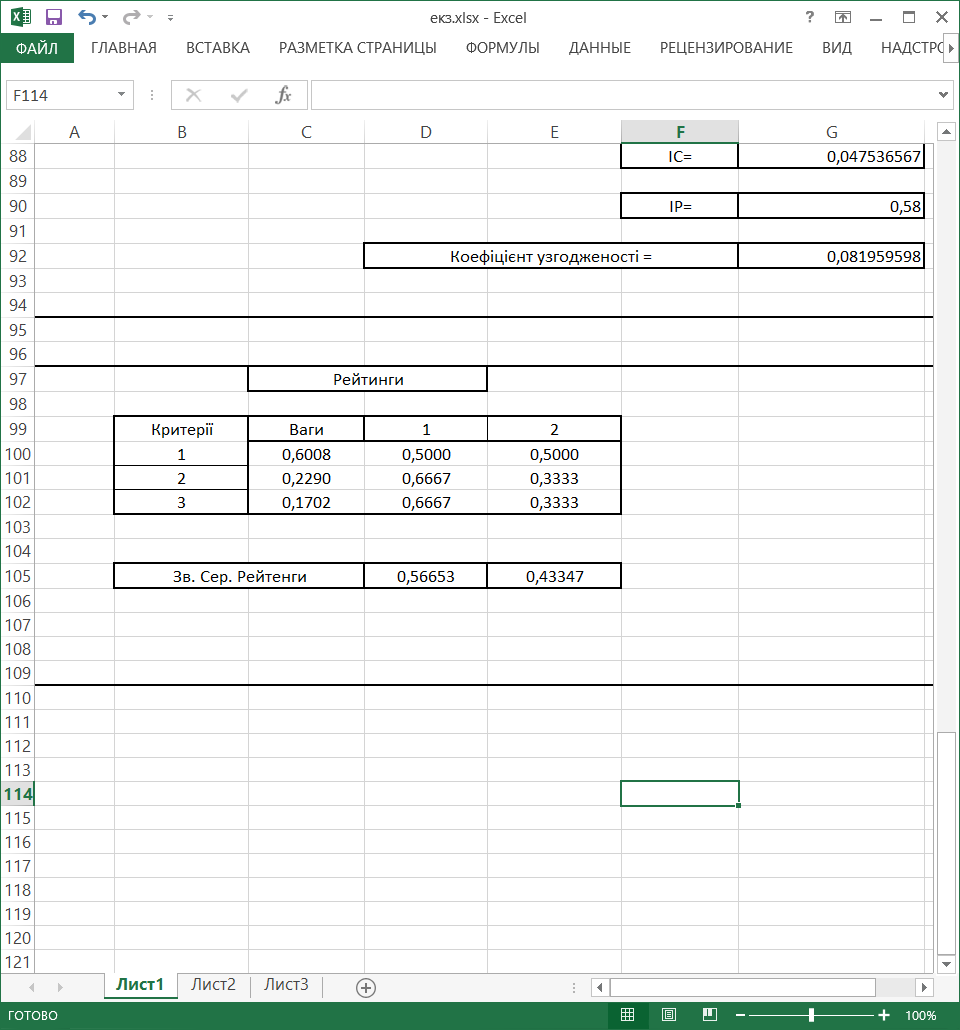 екз.xlsx - Excel
ФАЙЛ ГЛАВНАЯ ВСТАВКА РАЗМЕТКА СТРАНИЦЫ ФОРМУЛЫ ДАННЫЕ РЕЦЕНЗИРОВАНИЕ ВИД НАДСТРО
F114 fx
A B C D E F G
88 ІС= 0,047536567
89
90 ІР= 0,58
91
92 Коефіцієнт узгодженості = 0,081959598
93
94
95
96
97 Рейтинги
98
99 Критерії Ваги 1 2
100 1 0,6008 0,5000 0,5000
101 2 0,2290 0,6667 0,3333
102 3 0,1702 0,6667 0,3333
103
104
105 Зв. Сер. Рейтенги 0,56653 0,43347
106
107
108
109
110
111
112
113
114
115
116
117
118
119
120
121
Лист1 Лист2 Лист3
ГОТОВО 100%